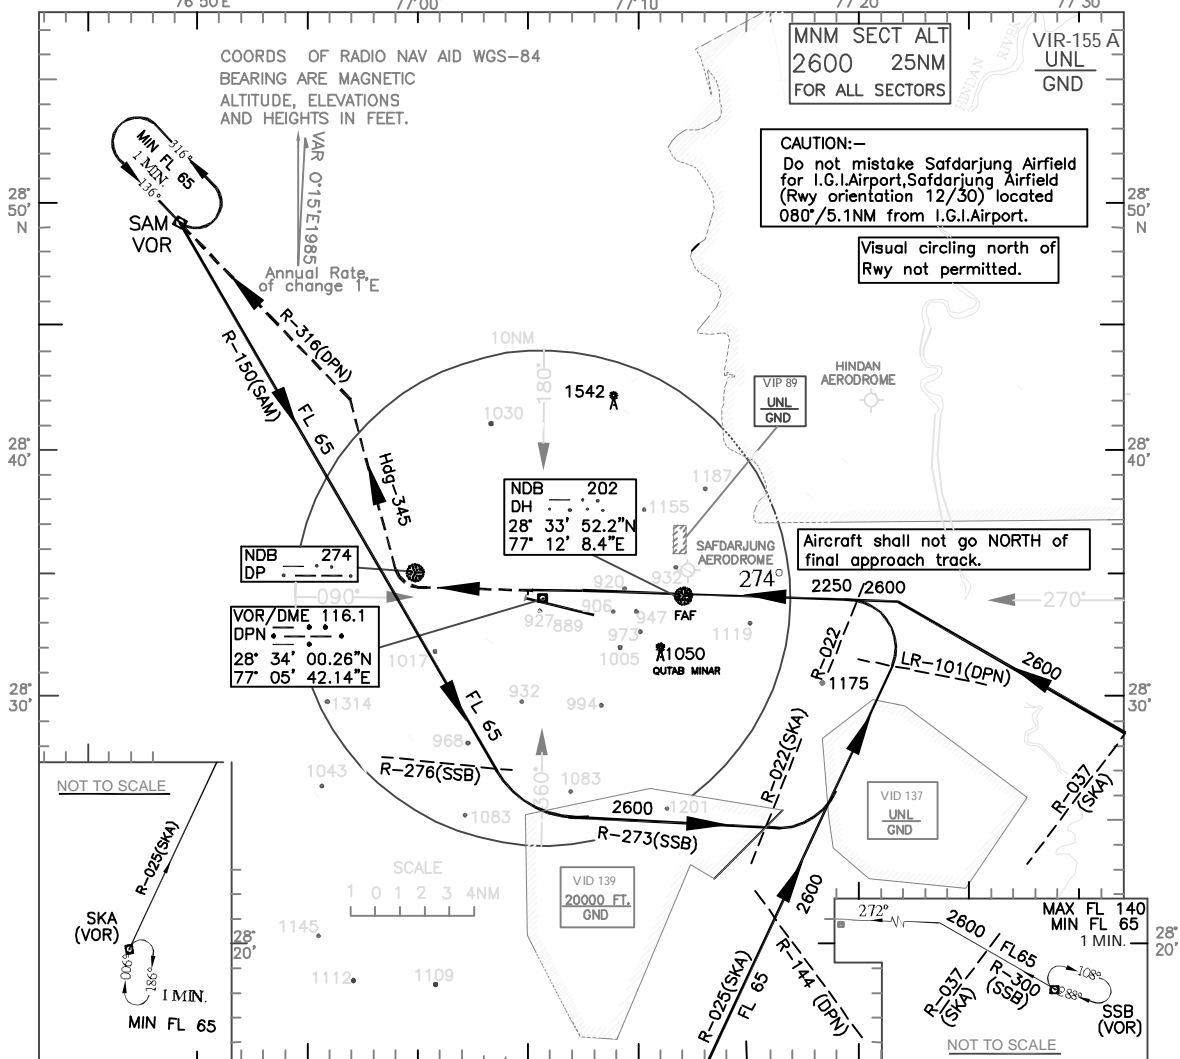 76°50'E
77°00'
77°10'
77°20'
77°30'
COORDS OF RADIO NAV AID WGS-84
BEARING ARE MAGNETIC
ALTITUDE, ELEVATIONS
AND HEIGHTS IN FEET.
VAR 0°15'E1985
Annual Rate
of change 1'E
MNM SECT ALT
2600 25NM
FOR ALL SECTORS
HINDAN RIVER
VIR-155 A
UNL
GND
CAUTION:-
Do not mistake Safdarjung Airfield
for I.G.I.Airport,Safdarjung Airfield
(Rwy orientation 12/30) located
080°/5.1NM from I.G.I.Airport.
Visual circling north of
Rwy not permitted.
MIN FL 65
1 MIN.
316°
136°
SAM
VOR
28°
50'
N
28°
50'
N
R-316(DPN)
R-150(SAM)
FL 65
Hdg-345
10NM
180°
1542
1030
VIP 89
UNL
GND
HINDAN
AERODROME
28°
40'
28°
40'
NDB 202
DH
28° 33' 52.2"N
77° 12' 8.4"E
1187
1155
SAFDARJUNG
AERODROME
Aircraft shall not go NORTH of
final approach track.
NDB 274
DP
090°
VOR/DME 116.1
DPN
28° 34' 00.26"N
77° 05' 42.14"E
920
932
274°
2250
2600
270°
FAF
927
889
906
947
973
1005
1119
1050
QUTAB MINAR
1017
R-022
LR-101(DPN)
2600
1175
28°
30'
28°
30'
1314
932
994
FL 65
968
R-276(SSB)
1043
1083
360°
1083
2600
1201
R-273(SSB)
R-022(SKA)
VID 137
UNL
GND
R-037
(SKA)
NOT TO SCALE
R-025(SKA)
SKA
(VOR)
006°
186°
1 MIN.
MIN FL 65
SCALE
1 0 1 2 3 4NM
VID 139
20000 FT.
GND
1145
1112
1109
28°
20'
2600
R-025(SKA)
FL 65
R-144 (DPN)
272°
2600
FL65
R-300
(SSB)
R-037
(SKA)
MAX FL 140
MIN FL 65
1 MIN.
108°
288°
SSB
(VOR)
NOT TO SCALE
28°
20'